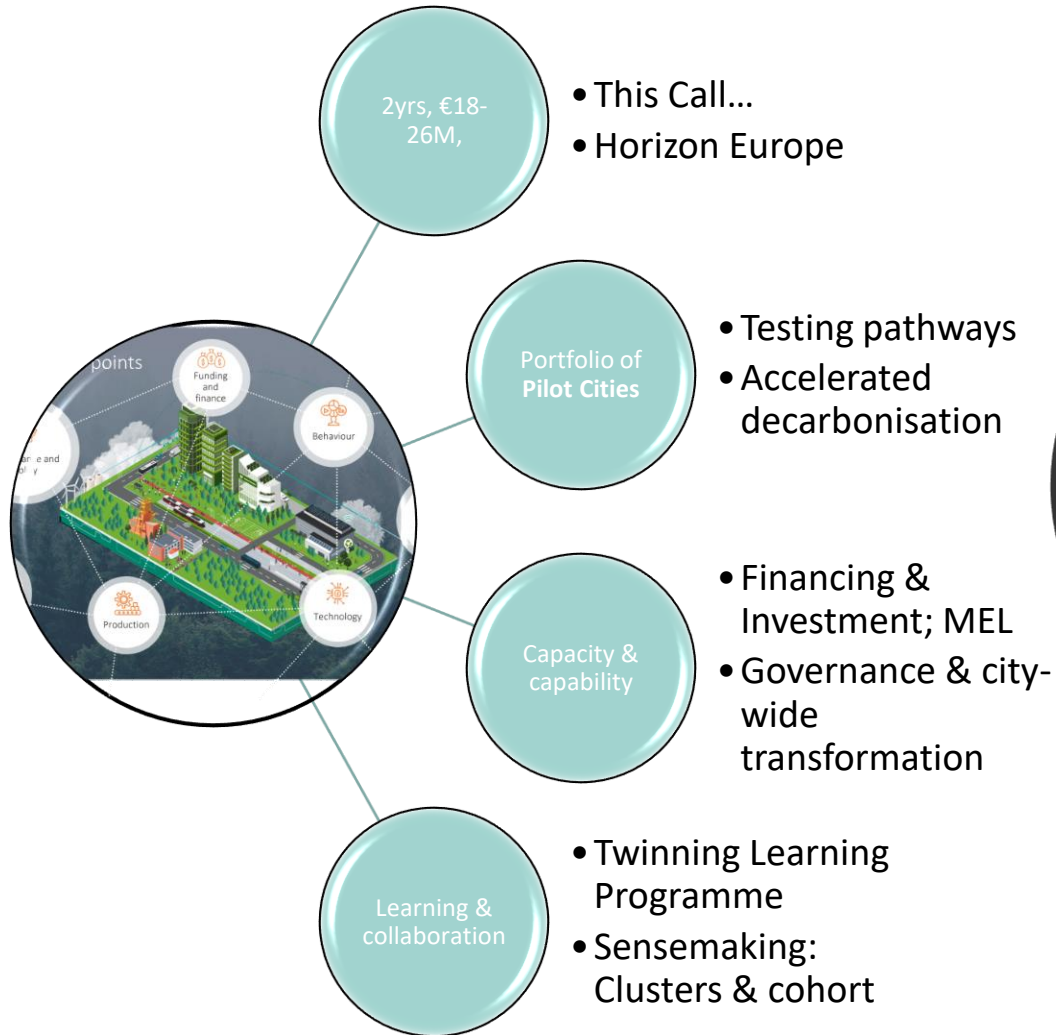 2yrs, €18-
26M,
• This Call…
• Horizon Europe
Portfolio of
Pilot Cities
• Testing pathways
• Accelerated
decarbonisation
Capacity &
capability
• Financing &
Investment; MEL
• Governance & city-
wide
transformation
Learning &
collaboration
• Twinning Learning
Programme
• Sensemaking:
Clusters & cohort
points
Funding
and
finance
Behaviour
and
Production
Technology